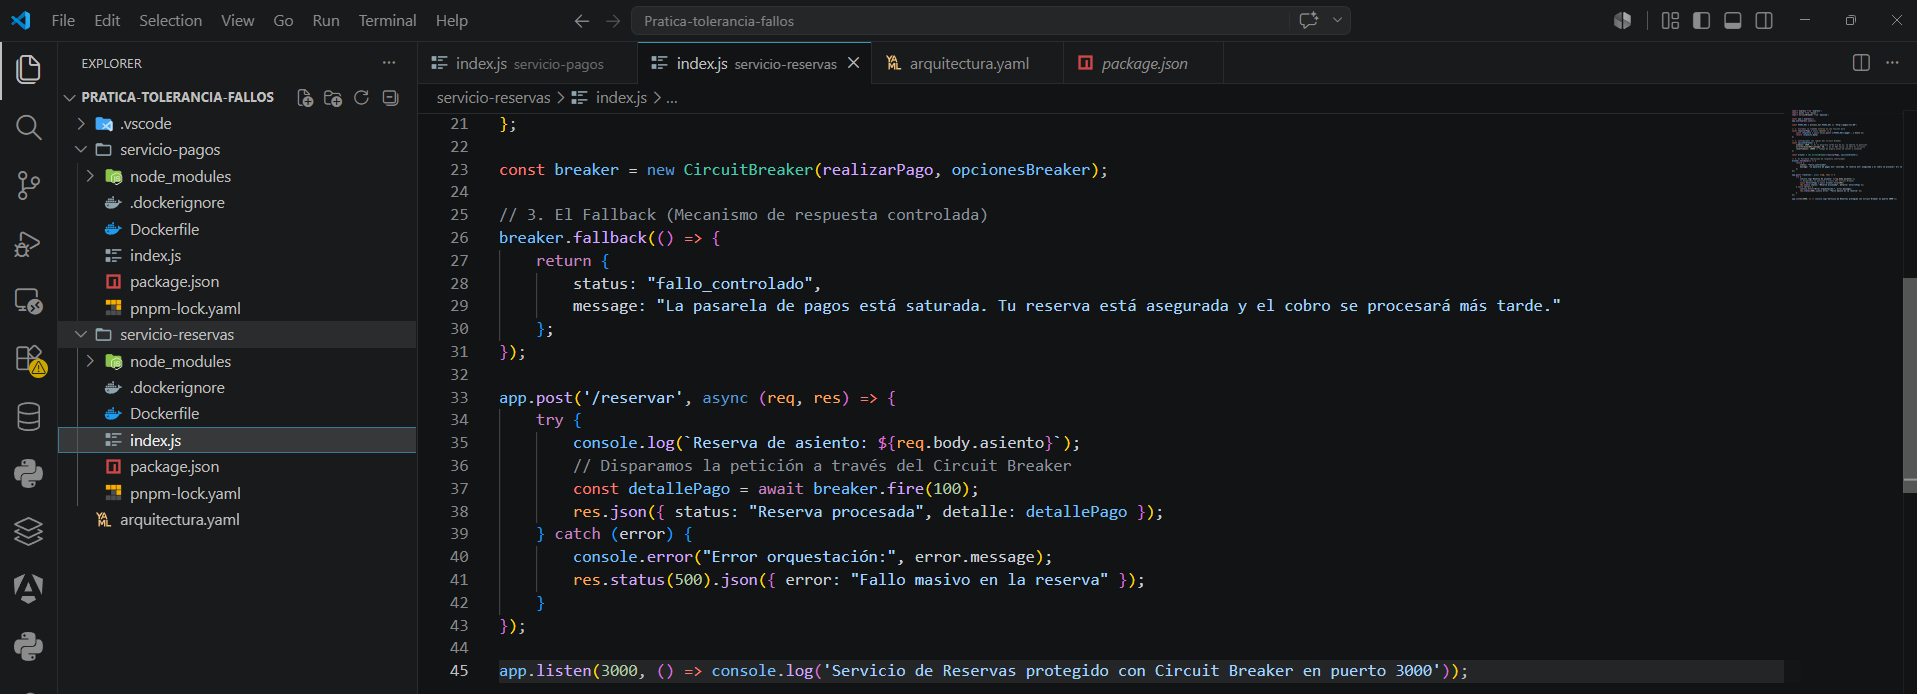 File Edit Selection View Go Run Terminal Help
Pratica-tolerancia-fallos
EXPLORER
PRATICA-TOLERANCIA-FALLOS
.vscode
servicio-pagos
node_modules
.dockerignore
Dockerfile
index.js
package.json
pnpm-lock.yaml
servicio-reservas
node_modules
.dockerignore
Dockerfile
index.js
package.json
pnpm-lock.yaml
arquitectura.yaml
index.js servicio-pagos
index.js servicio-reservas
arquitectura.yaml
package.json
servicio-reservas > index.js > ...
21 };
22
23 const breaker = new CircuitBreaker(realizarPago, opcionesBreaker);
24
25 // 3. El Fallback (Mecanismo de respuesta controlada)
26 breaker.fallback(() => {
27     return {
28         status: "fallo_controlado",
29         message: "La pasarela de pagos está saturada. Tu reserva está asegurada y el cobro se procesará más tarde."
30     };
31 });
32
33 app.post('/reservar', async (req, res) => {
34     try {
35         console.log(`Reserva de asiento: ${req.body.asiento}`);
36         // Disparamos la petición a través del Circuit Breaker
37         const detallePago = await breaker.fire(100);
38         res.json({ status: "Reserva procesada", detalle: detallePago });
39     } catch (error) {
40         console.error("Error orquestación:", error.message);
41         res.status(500).json({ error: "Fallo masivo en la reserva" });
42     }
43 });
44
45 app.listen(3000, () => console.log('Servicio de Reservas protegido con Circuit Breaker en puerto 3000'));